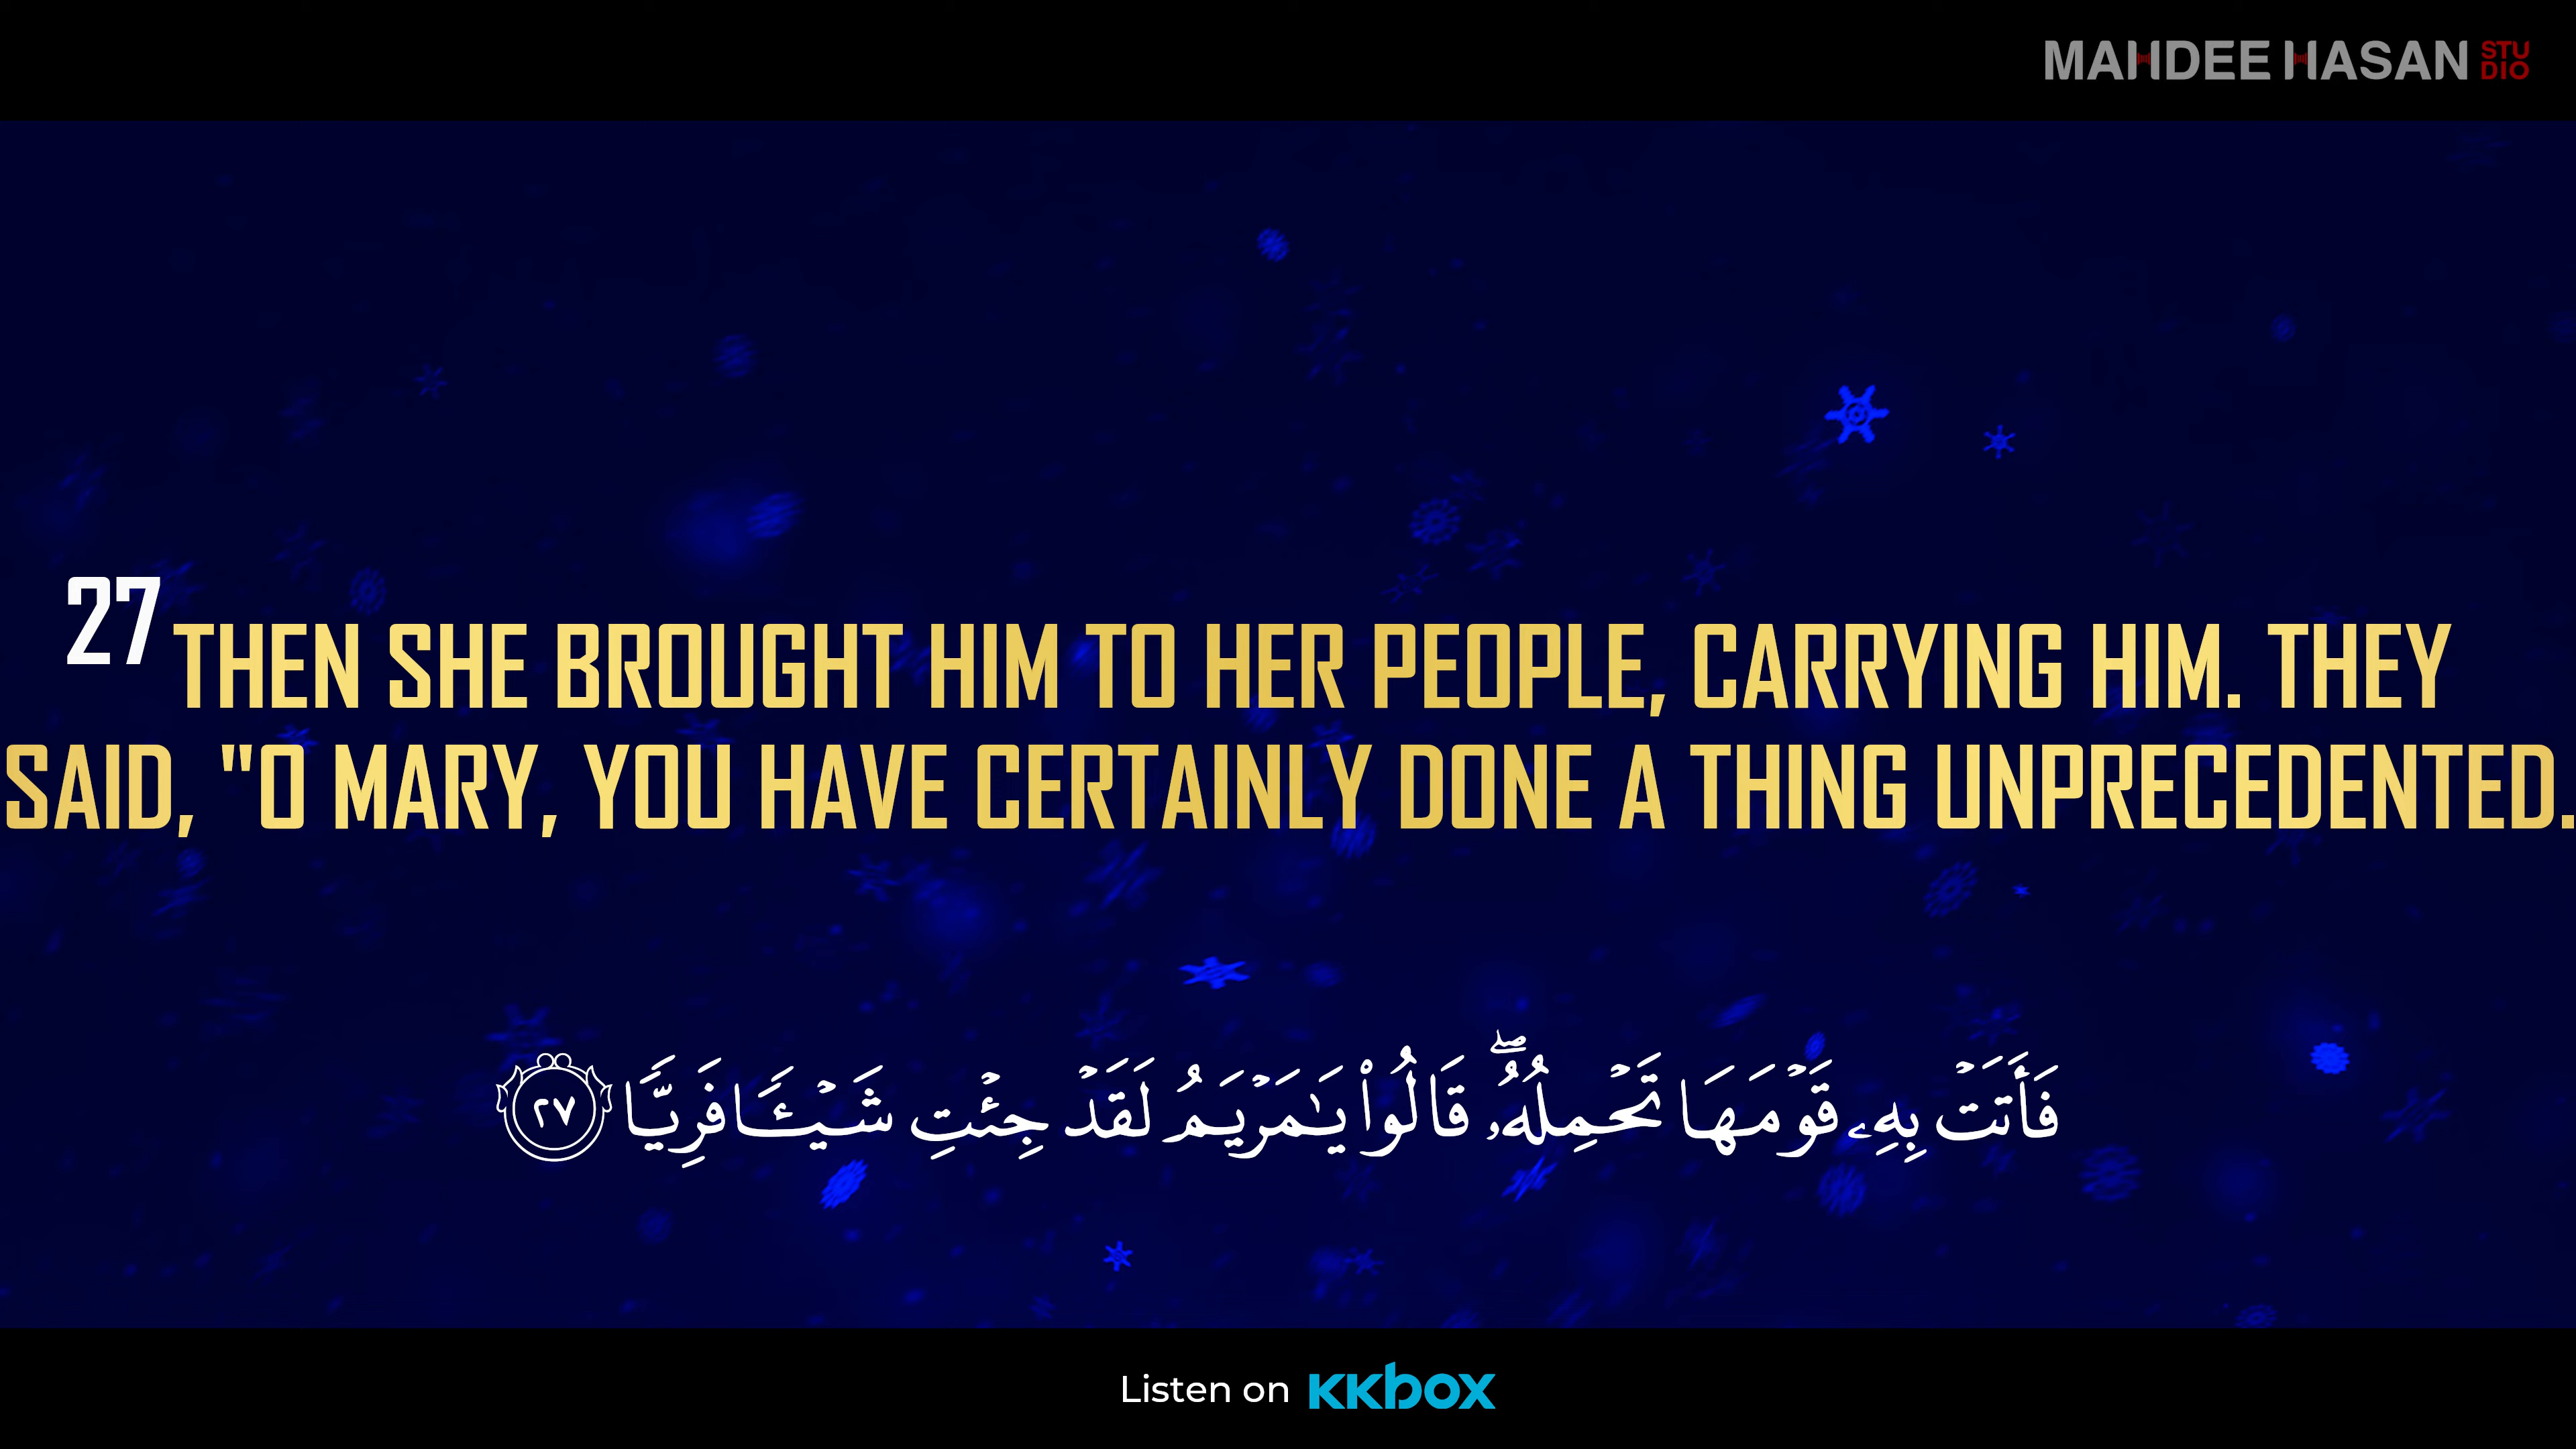 MAHDEE HASAN STUDIO
27 THEN SHE BROUGHT HIM TO HER PEOPLE, CARRYING HIM. THEY
SAID, "O MARY, YOU HAVE CERTAINLY DONE A THING UNPRECEDENTED.
فَأَتَتۡ بِهِۦ قَوۡمَهَا تَحۡمِلُهُۥۖ قَالُواْ يَٰمَرۡيَمُ لَقَدۡ جِئۡتِ شَيۡـٔٗا فَرِيّٗا ٢٧
Listen on KKBOX